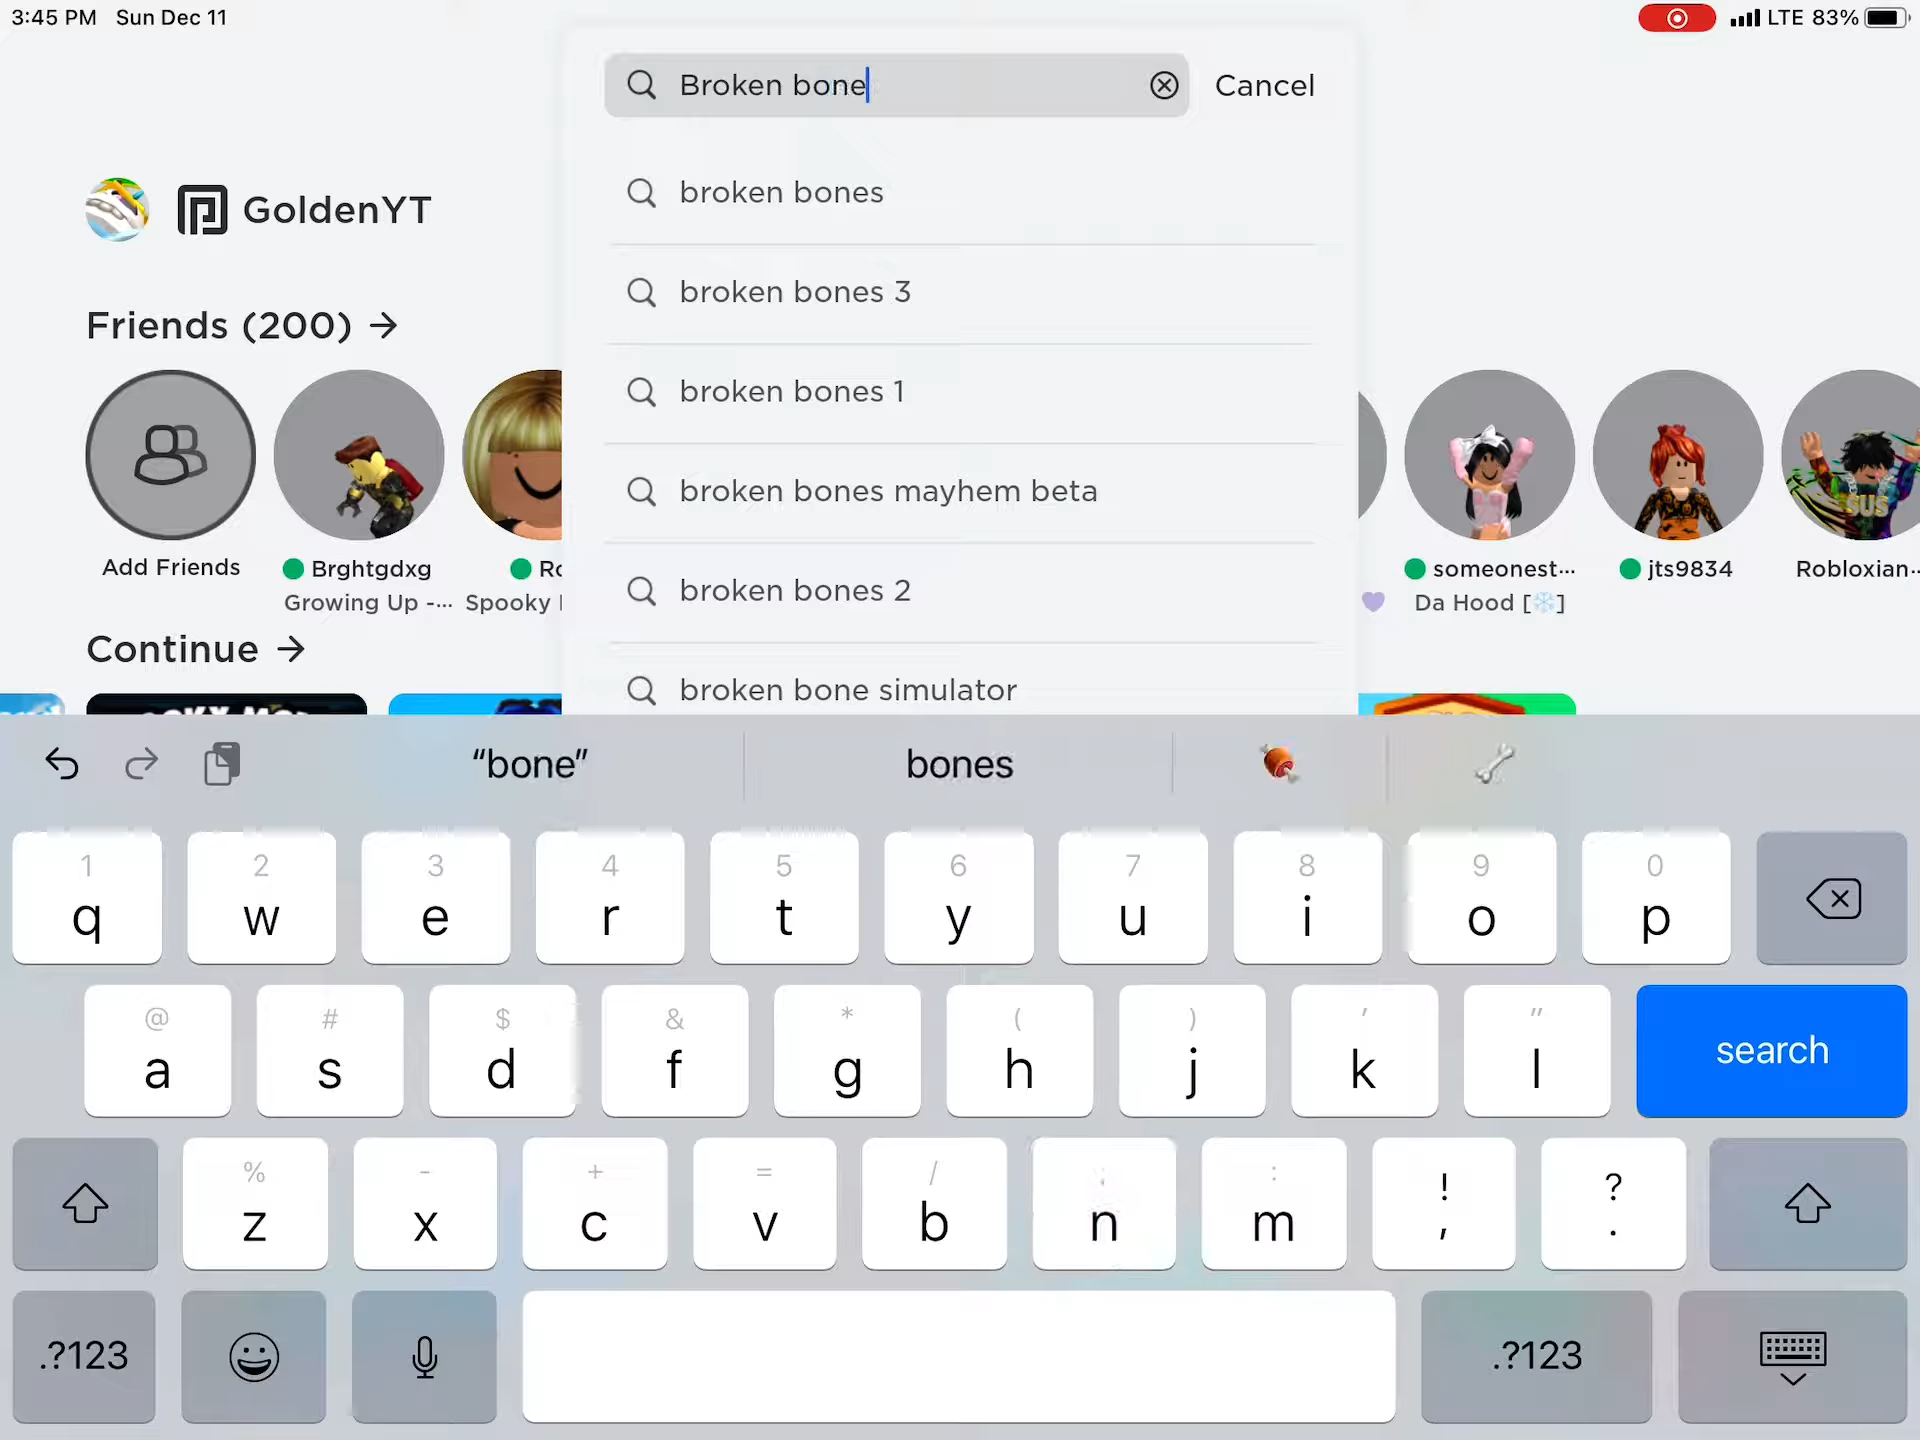 3:45 PM Sun Dec 11
LTE 83%
Broken bone
Cancel
broken bones
broken bones 3
broken bones 1
broken bones mayhem beta
broken bones 2
broken bone simulator
GoldenYT
Friends (200) →
Add Friends
Brghtgdxg
Growing Up -...
Spooky
SUS
someonest...
Da Hood [❄️]
jts9834
Robloxian...
Continue →
“bone” bones
1 2 3 4 5 6 7 8 9 0
q w e r t y u i o p
@ # $ & * ( ) ' "
a s d f g h j k l search
% - + = / ; : ! ?
z x c v b n m , .
.?123 .?123